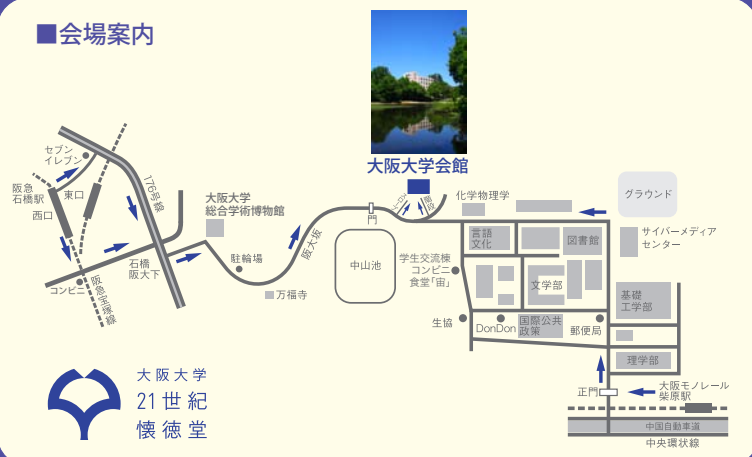 ■会場案内
大阪大学会館
セブン
イレブン
176号線
阪急
石橋駅
東口
西口
コンビニ
阪急宝塚線
石橋
阪大下
大阪大学
総合学術博物館
駐輪場
万福寺
阪大坂
門
中山池
スロープ
階段
化学物理学
グラウンド
言語
文化
図書館
サイバーメディア
センター
学生交流棟
コンビニ
食堂「宙」
文学部
基礎
工学部
生協
DonDon
国際公共
政策
郵便局
理学部
正門
大阪モノレール
柴原駅
中国自動車道
中央環状線
大阪大学
21世紀
懐徳堂